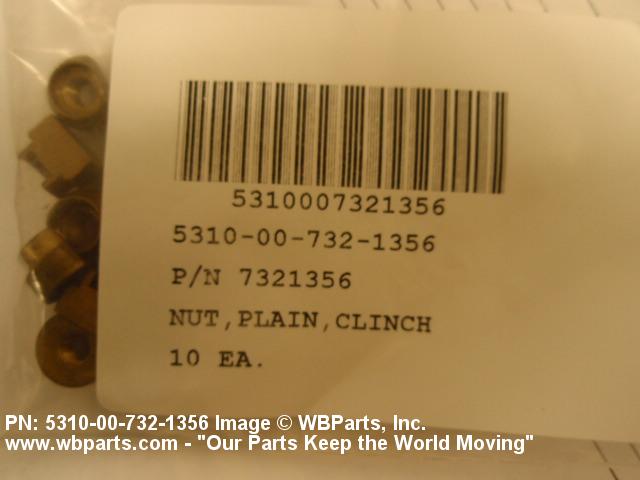 5310007321356
5310-00-732-1356
P/N 7321356
NUT,PLAIN,CLINCH
10 EA.
PN: 5310-00-732-1356 Image © WBParts, Inc.
www.wbparts.com - "Our Parts Keep the World Moving"